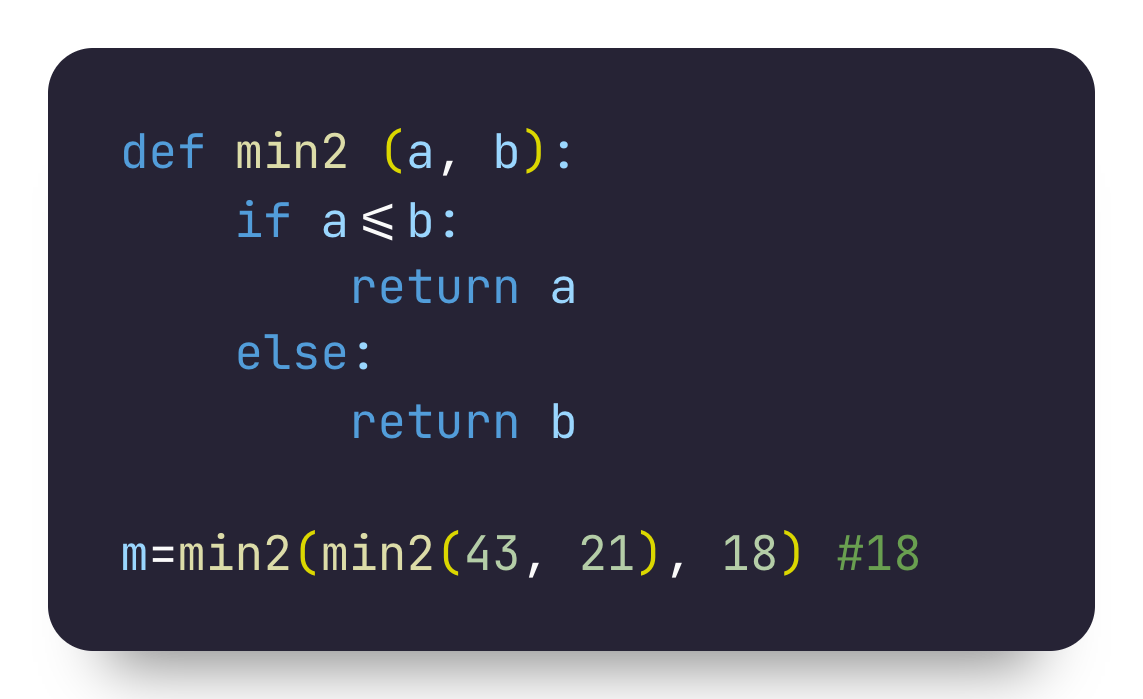 def min2 (a, b):
    if a<=b:
        return a
    else:
        return b

m=min2(min2(43, 21), 18) #18